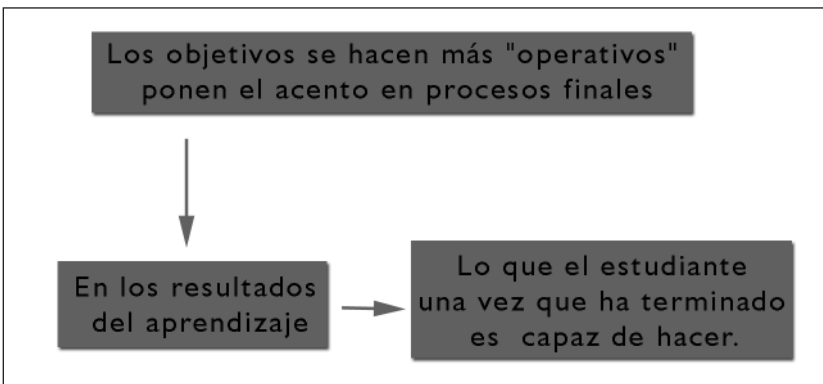 Los objetivos se hacen más "operativos"
ponen el acento en procesos finales
En los resultados
del aprendizaje
Lo que el estudiante
una vez que ha terminado
es capaz de hacer.